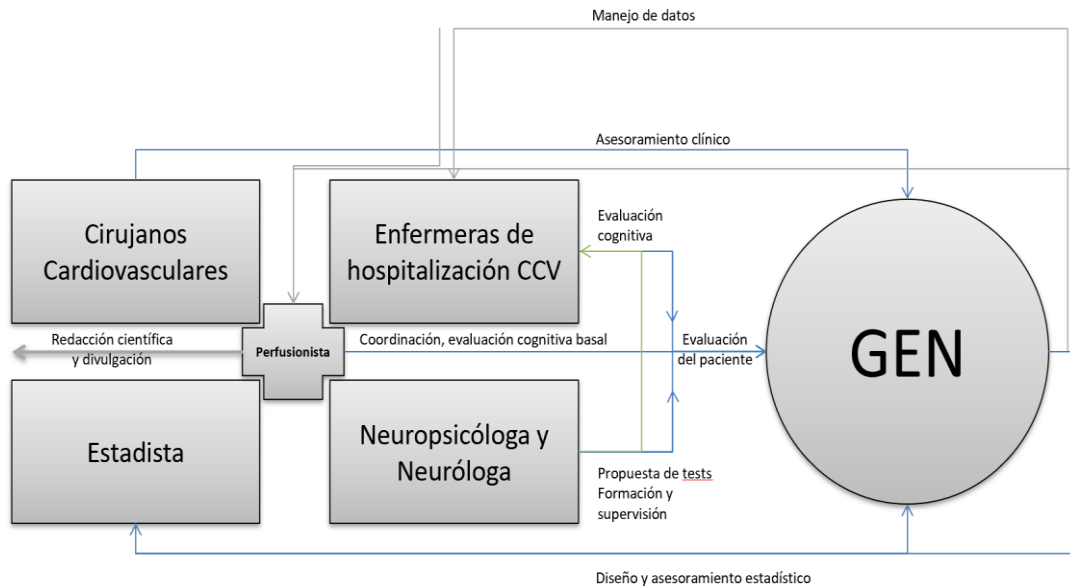 Manejo de datos
Asesoramiento clínico
Cirujanos
Cardiovasculares
Enfermeras de
hospitalización CCV
Evaluación
cognitiva
GEN
Redacción científica
y divulgación
Perfusionista
Coordinación, evaluación cognitiva basal
Evaluación
del paciente
Estadista
Neuropsicóloga y
Neuróloga
Propuesta de tests
Formación y
supervisión
Diseño y asesoramiento estadístico